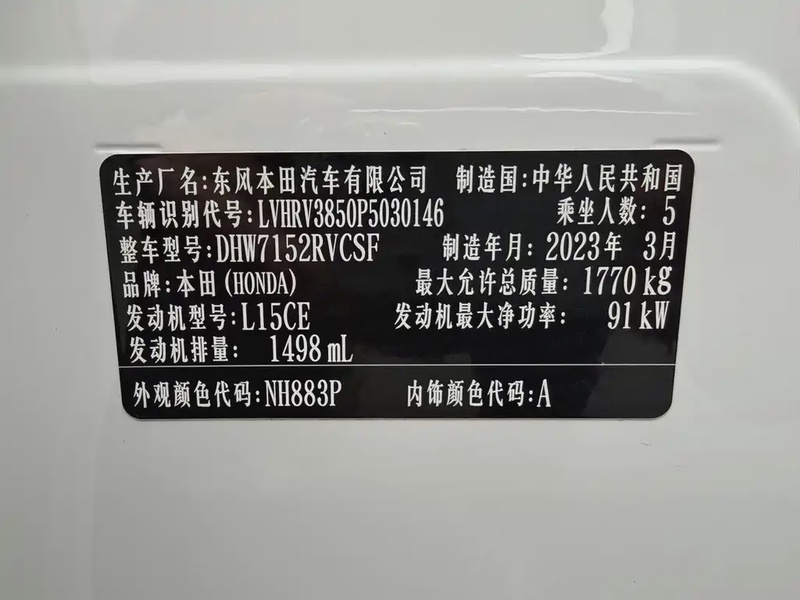 生产厂名:东风本田汽车有限公司 制造国:中华人民共和国
车辆识别代号:LVHRV3850P5030146 乘坐人数: 5
整车型号:DHW7152RVCSF 制造年月: 2023年 3月
品牌:本田(HONDA) 最大允许总质量: 1770 kg
发动机型号:L15CE 发动机最大净功率: 91 kW
发动机排量: 1498 mL
外观颜色代码:NH883P 内饰颜色代码:A